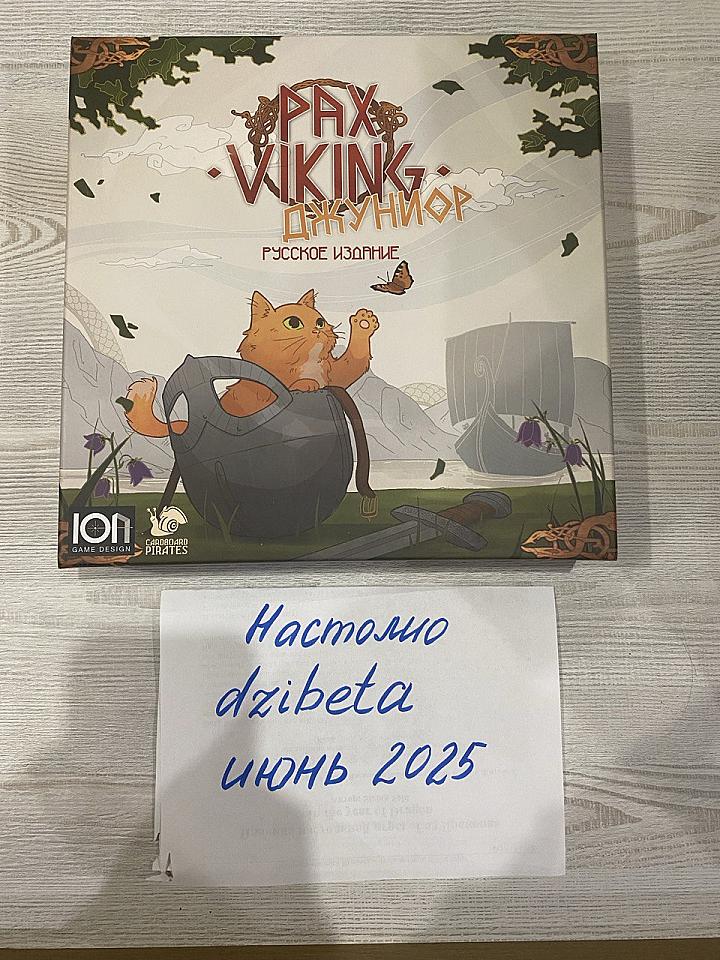 PAX
·VIKING·
ДЖУНИОР
РУССКОЕ ИЗДАНИЕ
ION
GAME DESIGN
CARDBOARD
PIRATES
Настолио
dzibeta
июнь 2025